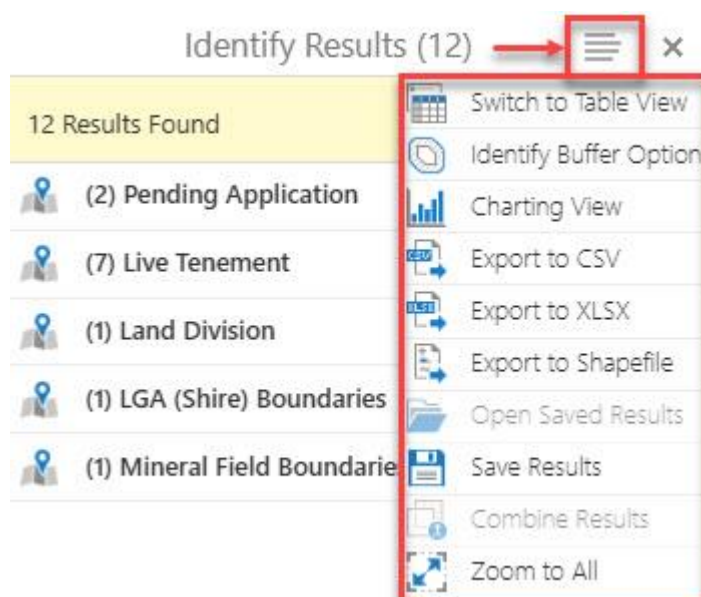 Identify Results (12)
12 Results Found
(2) Pending Application
(7) Live Tenement
(1) Land Division
(1) LGA (Shire) Boundaries
(1) Mineral Field Boundarie
Switch to Table View
Identify Buffer Option
Charting View
CSV
Export to CSV
XLSX
Export to XLSX
Export to Shapefile
Open Saved Results
Save Results
Combine Results
Zoom to All